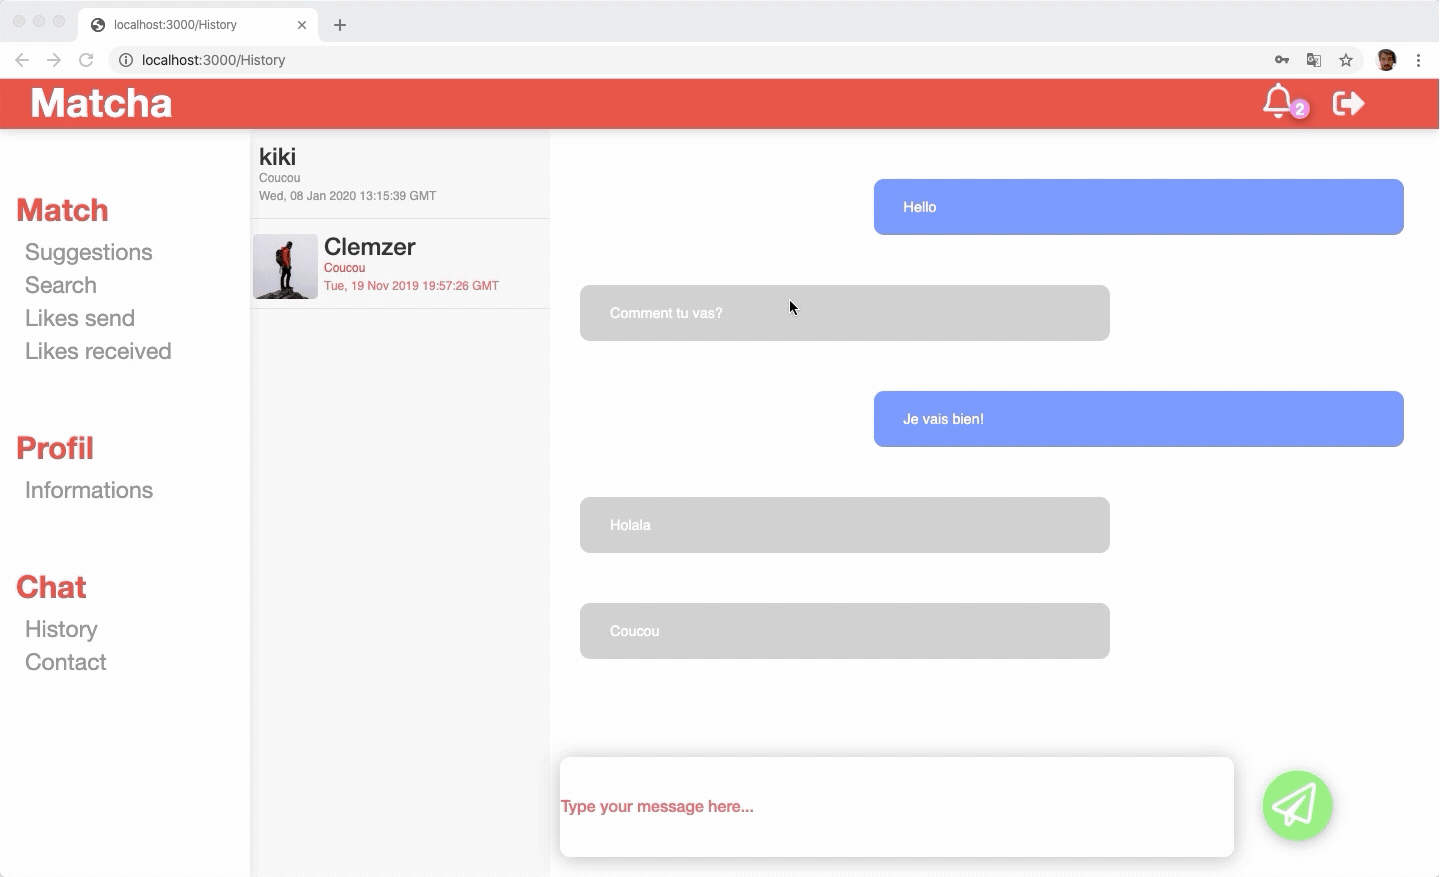 localhost:3000/History
localhost:3000/History
Matcha
2
Match
Suggestions
Search
Likes send
Likes received
Profil
Informations
Chat
History
Contact
kiki
Coucou
Wed, 08 Jan 2020 13:15:39 GMT
Clemzer
Coucou
Tue, 19 Nov 2019 19:57:26 GMT
Hello
Comment tu vas?
Je vais bien!
Holala
Coucou
Type your message here...